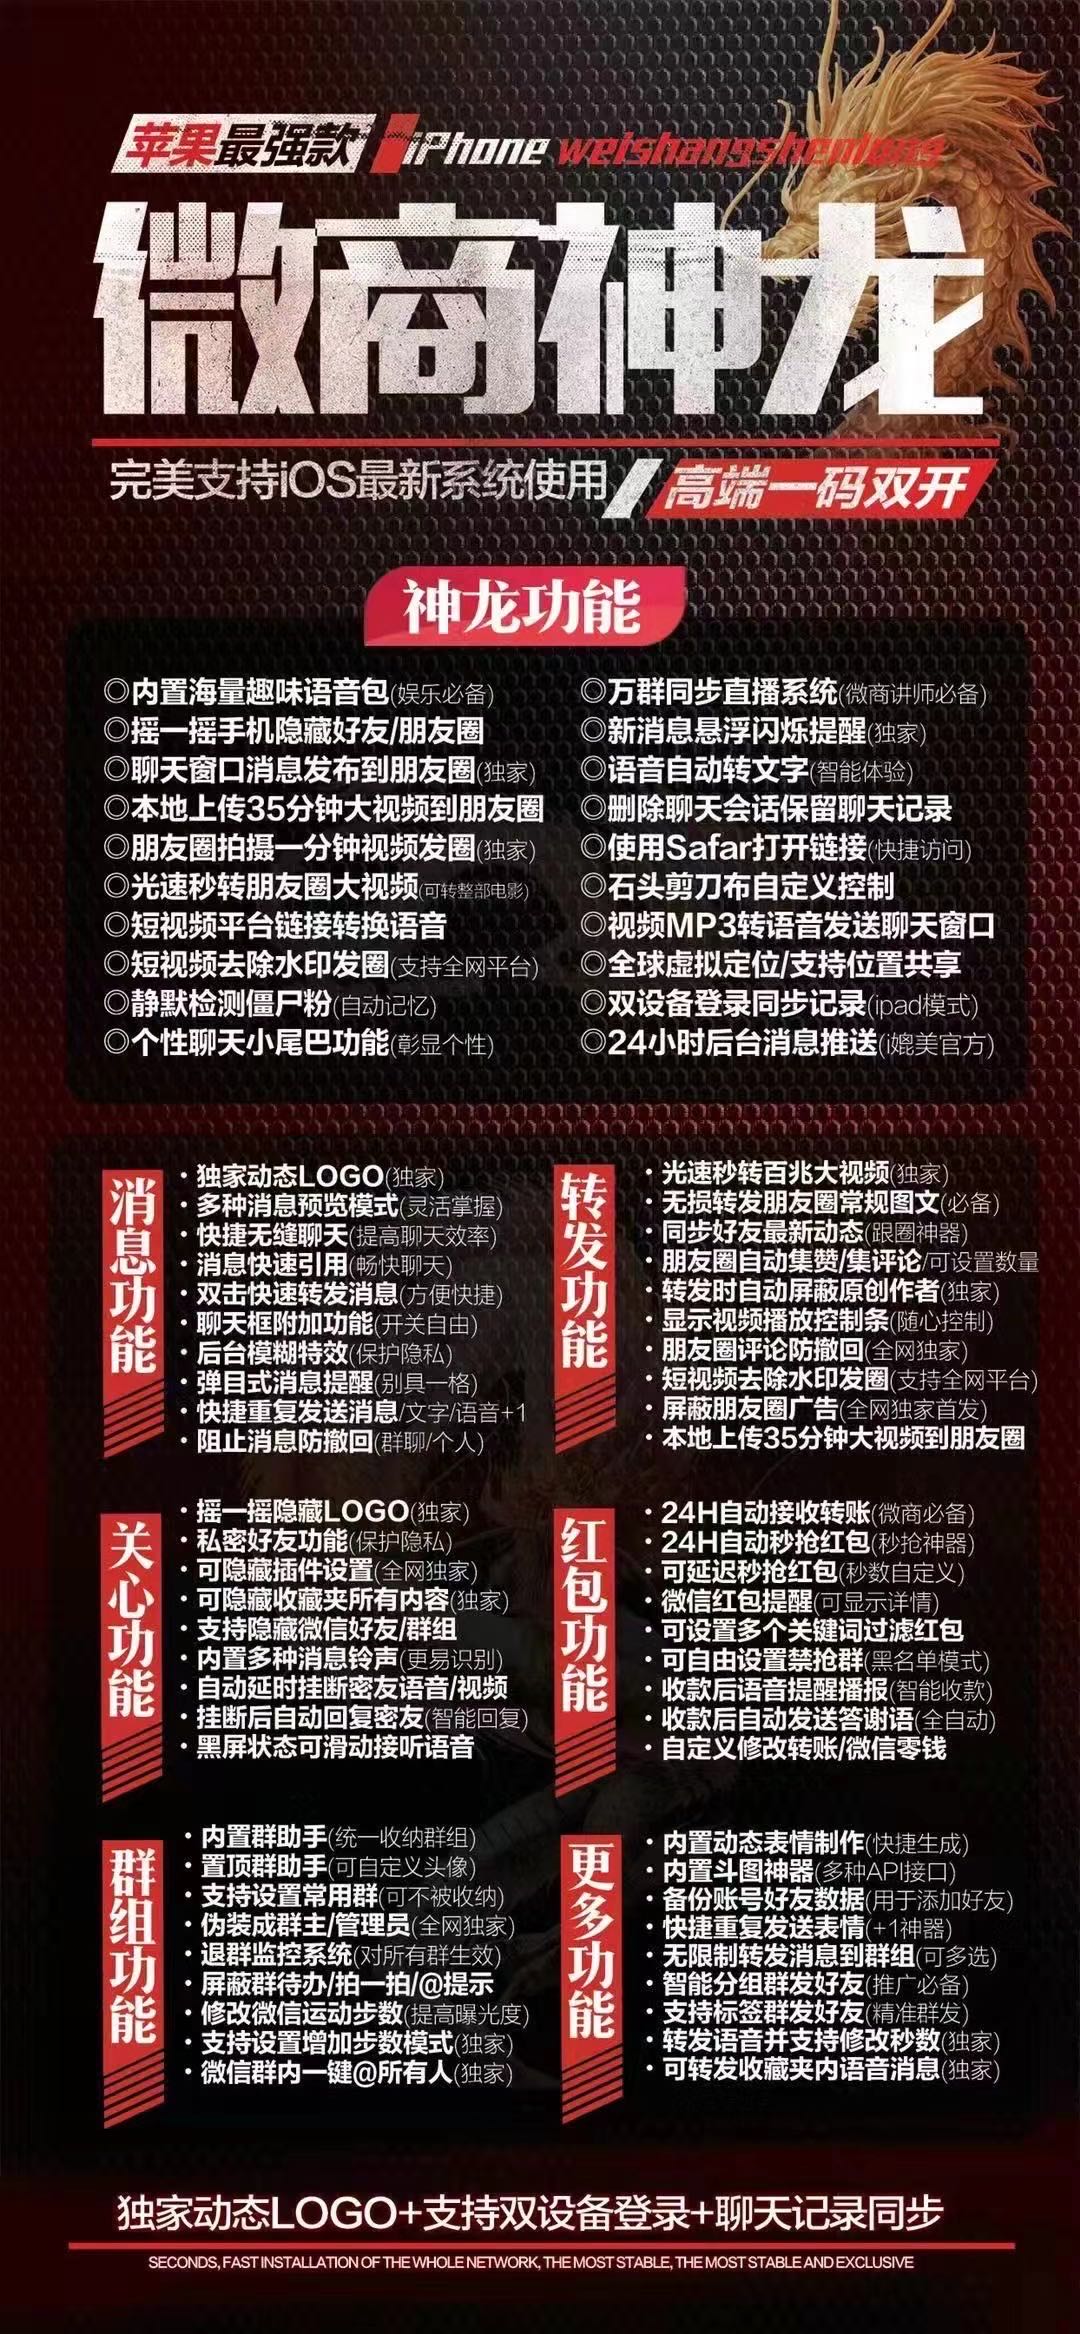 苹果最强款 iPhone weishangshenlong
微商神龙
完美支持iOS最新系统使用 高端一码双开
神龙功能
◎内置海量趣味语音包(娱乐必备)
◎摇一摇手机隐藏好友/朋友圈
◎聊天窗口消息发布到朋友圈(独家)
◎本地上传35分钟大视频到朋友圈
◎朋友圈拍摄一分钟视频发圈(独家)
◎光速秒转朋友圈大视频(可转整部电影)
◎短视频平台链接转换语音
◎短视频去除水印发圈(支持全网平台)
◎静默检测僵尸粉(自动记忆)
◎个性聊天小尾巴功能(彰显个性)
◎万群同步直播系统(微商讲师必备)
◎新消息悬浮闪烁提醒(独家)
◎语音自动转文字(智能体验)
◎删除聊天会话保留聊天记录
◎使用Safar打开链接(快捷访问)
◎石头剪刀布自定义控制
◎视频MP3转语音发送聊天窗口
◎全球虚拟定位/支持位置共享
◎双设备登录同步记录(ipad模式)
◎24小时后台消息推送(i媲美官方)
消息功能
·独家动态LOGO(独家)
·多种消息预览模式(灵活掌握)
·快捷无缝聊天(提高聊天效率)
·消息快速引用(畅快聊天)
·双击快速转发消息(方便快捷)
·聊天框附加功能(开关自由)
·后台模糊特效(保护隐私)
·弹目式消息提醒(别具一格)
·快捷重复发送消息/文字/语音+1
·阻止消息防撤回(群聊/个人)
转发功能
·光速秒转百兆大视频(独家)
·无损转发朋友圈常规图文(必备)
·同步好友最新动态(跟圈神器)
·朋友圈自动集赞/集评论/可设置数量
·转发时自动屏蔽原创作者(独家)
·显示视频播放控制条(随心控制)
·朋友圈评论防撤回(全网独家)
·短视频去除水印发圈(支持全网平台)
·屏蔽朋友圈广告(全网独家首发)
·本地上传35分钟大视频到朋友圈
关心功能
·摇一摇隐藏LOGO(独家)
·私密好友功能(保护隐私)
·可隐藏插件设置(全网独家)
·可隐藏收藏夹所有内容(独家)
·支持隐藏微信好友/群组
·内置多种消息铃声(更易识别)
·自动延时挂断密友语音/视频
·挂断后自动回复密友(智能回复)
·黑屏状态可滑动接听语音
红包功能
·24H自动接收转账(微商必备)
·24H自动秒抢红包(秒抢神器)
·可延迟秒抢红包(秒数自定义)
·微信红包提醒(可显示详情)
·可设置多个关键词过滤红包
·可自由设置禁抢群(黑名单模式)
·收款后语音提醒播报(智能收款)
·收款后自动发送答谢语(全自动)
·自定义修改转账/微信零钱
群组功能
·内置群助手(统一收纳群组)
·置顶群助手(可自定义头像)
·支持设置常用群(可不被收纳)
·伪装成群主/管理员(全网独家)
·退群监控系统(对所有群生效)
·屏蔽群待办/拍一拍/@提示
·修改微信运动步数(提高曝光度)
·支持设置增加步数模式(独家)
·微信群内一键@所有人(独家)
更多功能
·内置动态表情制作(快捷生成)
·内置斗图神器(多种API接口)
·备份账号好友数据(用于添加好友)
·快捷重复发送表情(+1神器)
·无限制转发消息到群组(可多选)
·智能分组群发好友(推广必备)
·支持标签群发好友(精准群发)
·转发语音并支持修改秒数(独家)
·可转发收藏夹内语音消息(独家)
独家动态LOGO+支持双设备登录+聊天记录同步
SECONDS, FAST INSTALLATION OF THE WHOLE NETWORK, THE MOST STABLE, THE MOST STABLE AND EXCLUSIVE